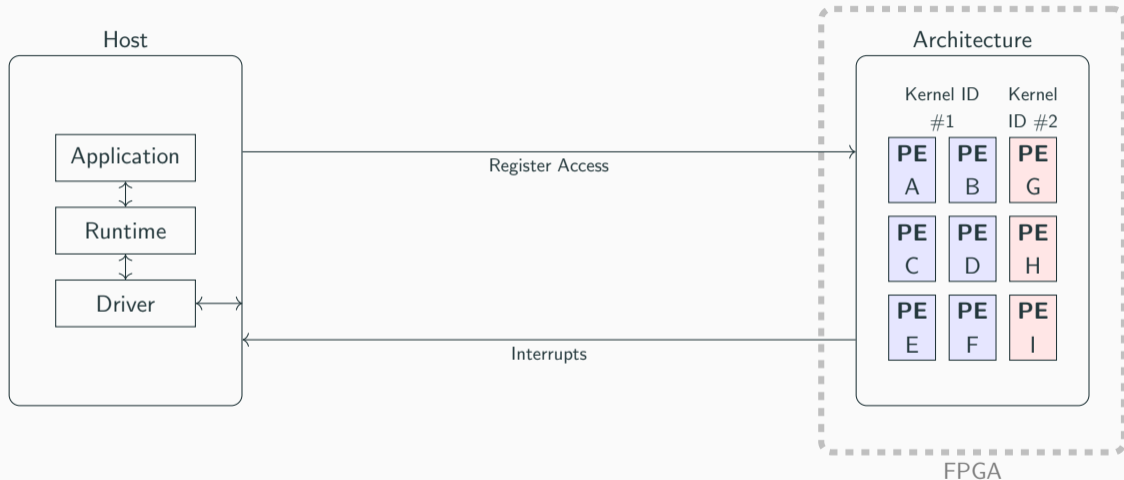 Host
Architecture
Kernel ID
#1
Kernel
ID #2
Application
Runtime
Driver
Register Access
Interrupts
PE
A
PE
B
PE
G
PE
C
PE
D
PE
H
PE
E
PE
F
PE
I
FPGA